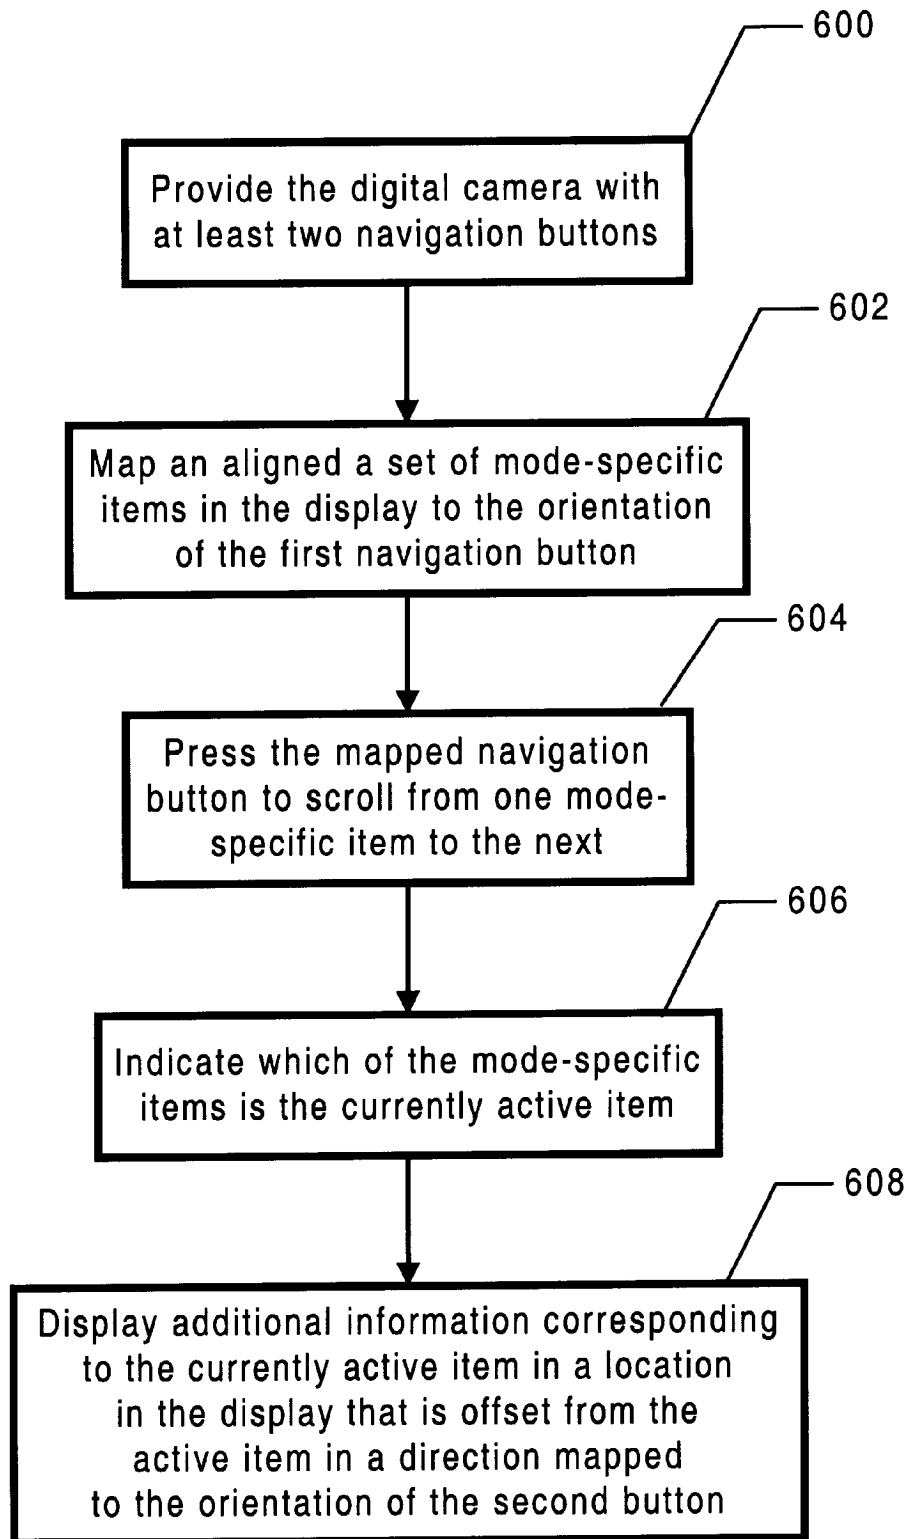 600
Provide the digital camera with
at least two navigation buttons
602
Map an aligned a set of mode-specific
items in the display to the orientation
of the first navigation button
604
Press the mapped navigation
button to scroll from one mode-
specific item to the next
606
Indicate which of the mode-specific
items is the currently active item
608
Display additional information corresponding
to the currently active item in a location
in the display that is offset from the
active item in a direction mapped
to the orientation of the second button